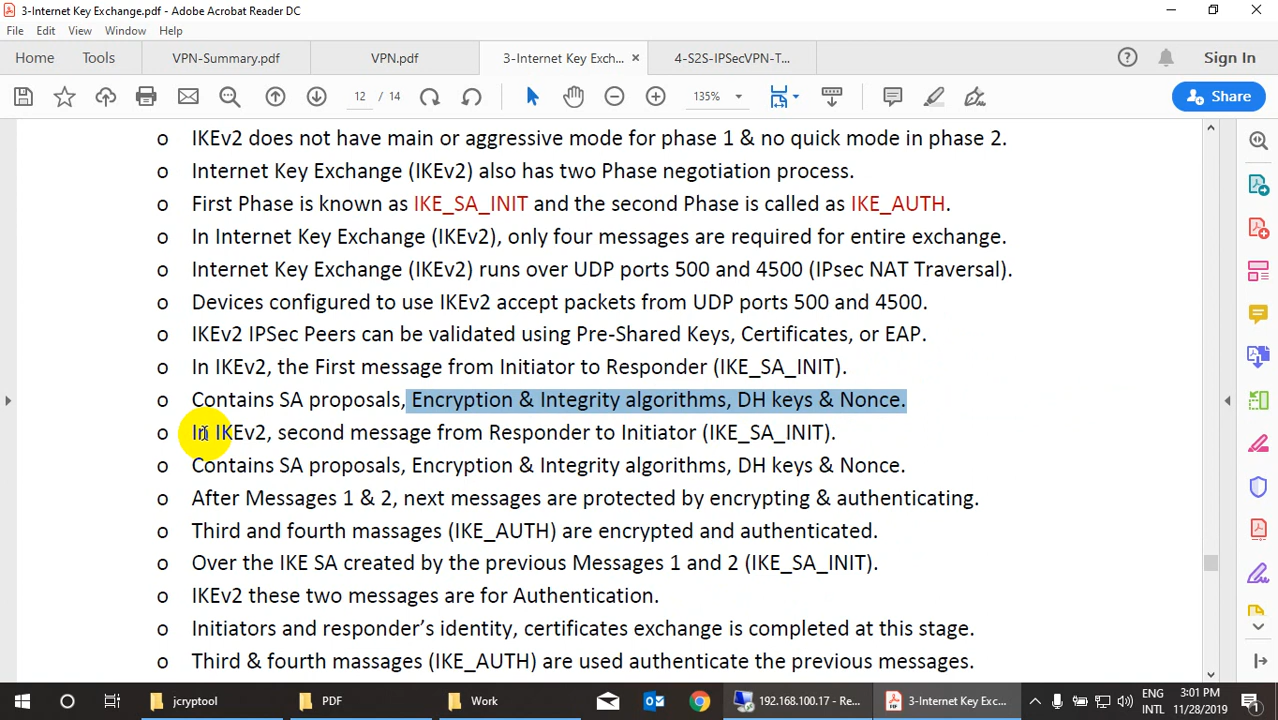 3-Internet Key Exchange.pdf - Adobe Acrobat Reader DC
File Edit View Window Help
Home Tools VPN-Summary.pdf VPN.pdf 3-Internet Key Exch... × 4-S2S-IPSecVPN-T... Sign In
12 / 14 135% Share
o IKEv2 does not have main or aggressive mode for phase 1 & no quick mode in phase 2.
o Internet Key Exchange (IKEv2) also has two Phase negotiation process.
o First Phase is known as IKE_SA_INIT and the second Phase is called as IKE_AUTH.
o In Internet Key Exchange (IKEv2), only four messages are required for entire exchange.
o Internet Key Exchange (IKEv2) runs over UDP ports 500 and 4500 (IPsec NAT Traversal).
o Devices configured to use IKEv2 accept packets from UDP ports 500 and 4500.
o IKEv2 IPSec Peers can be validated using Pre-Shared Keys, Certificates, or EAP.
o In IKEv2, the First message from Initiator to Responder (IKE_SA_INIT).
o Contains SA proposals, Encryption & Integrity algorithms, DH keys & Nonce.
o In IKEv2, second message from Responder to Initiator (IKE_SA_INIT).
o Contains SA proposals, Encryption & Integrity algorithms, DH keys & Nonce.
o After Messages 1 & 2, next messages are protected by encrypting & authenticating.
o Third and fourth massages (IKE_AUTH) are encrypted and authenticated.
o Over the IKE SA created by the previous Messages 1 and 2 (IKE_SA_INIT).
o IKEv2 these two messages are for Authentication.
o Initiators and responder's identity, certificates exchange is completed at this stage.
o Third & fourth massages (IKE_AUTH) are used authenticate the previous messages.
jcryptool PDF Work 192.168.100.17 - Re... 3-Internet Key Exc... ENG 3:01 PM
INTL 11/28/2019 1